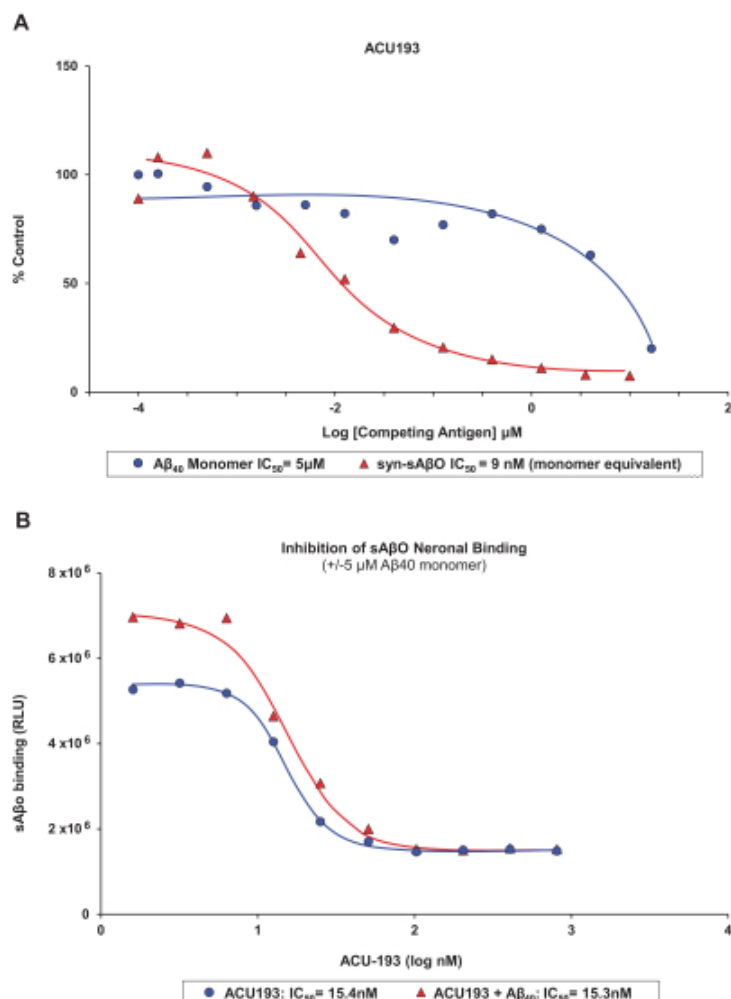 A
ACU193
150
100
50
0
% Control
-4
-2
0
2
Log [Competing Antigen] µM
Aβ₄₀ Monomer IC₅₀= 5µM
syn-sAβO IC₅₀ = 9 nM (monomer equivalent)
B
Inhibition of sAβO Neronal Binding
(+/-5 µM Aβ40 monomer)
8 x10⁶
6 x10⁶
4 x10⁶
2 x10⁶
0
sAβo binding (RLU)
0
1
2
3
4
ACU-193 (log nM)
ACU193: IC₅₀= 15.4nM
ACU193 + Aβ₄₀: IC₅₀= 15.3nM